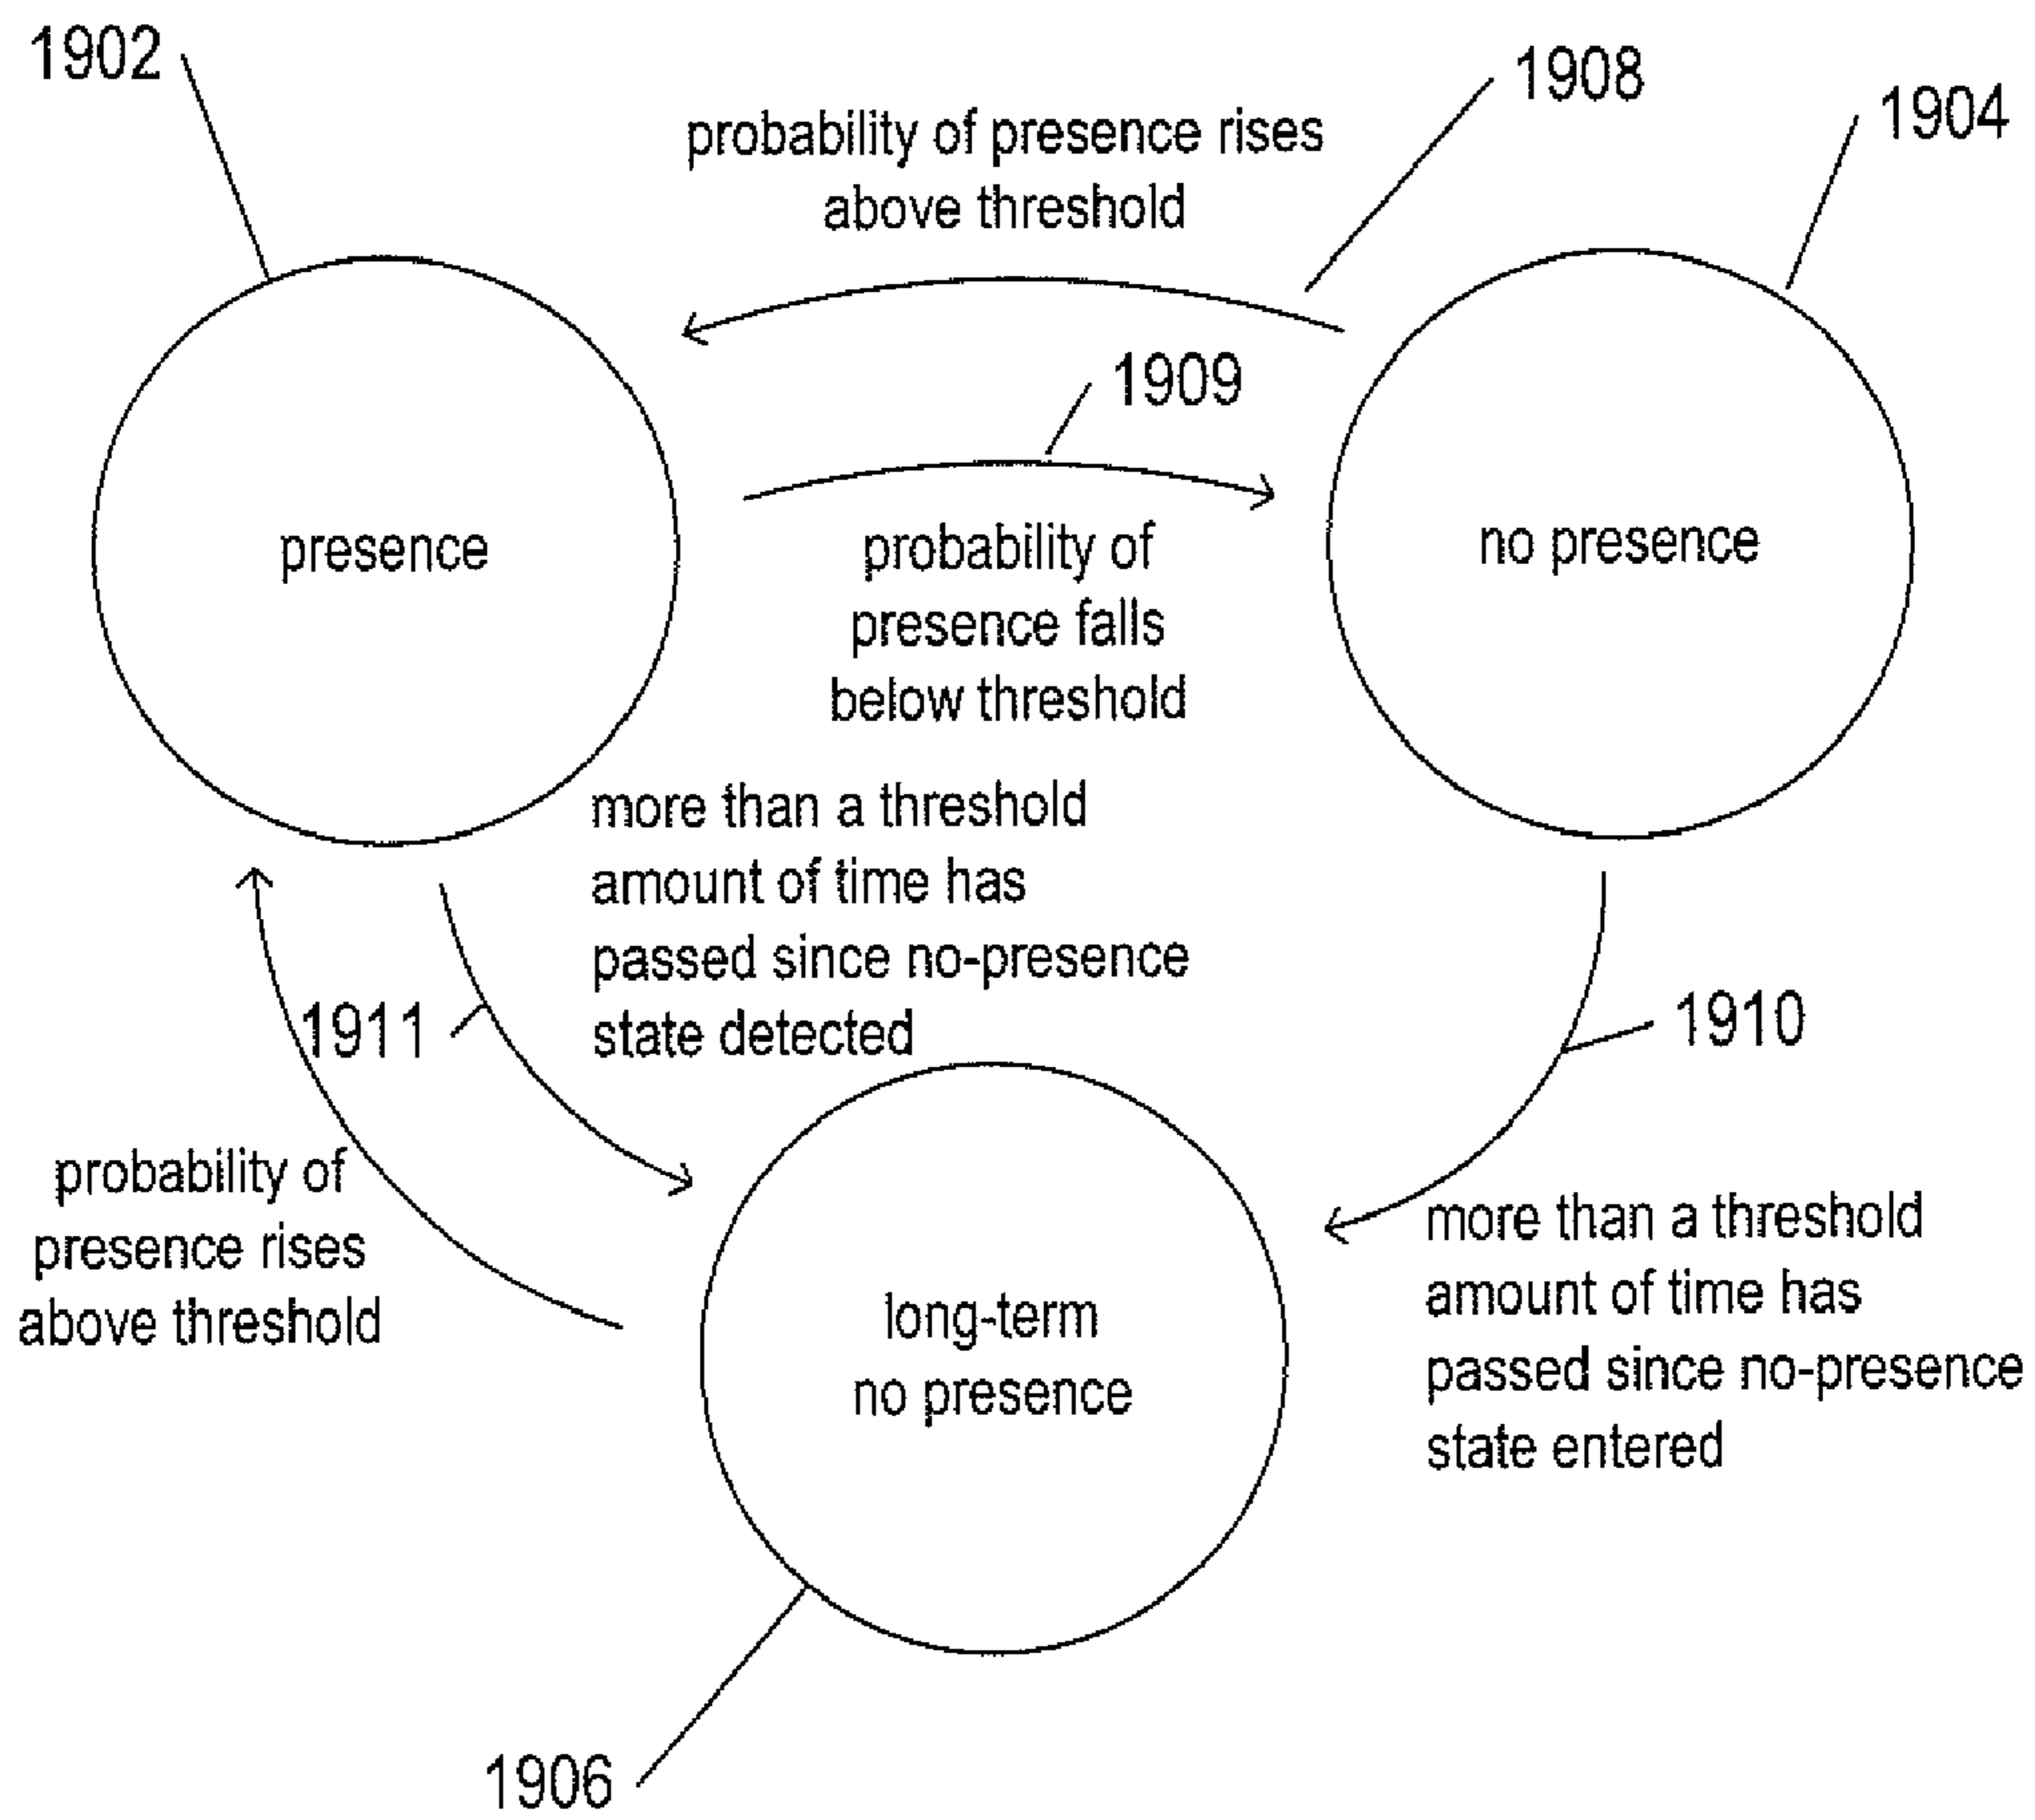 1902
1908
1904
probability of presence rises
above threshold
1909
presence
no presence
probability of
presence falls
below threshold
more than a threshold
amount of time has
passed since no-presence
state detected
1911
1910
probability of
presence rises
above threshold
more than a threshold
amount of time has
passed since no-presence
state entered
long-term
no presence
1906